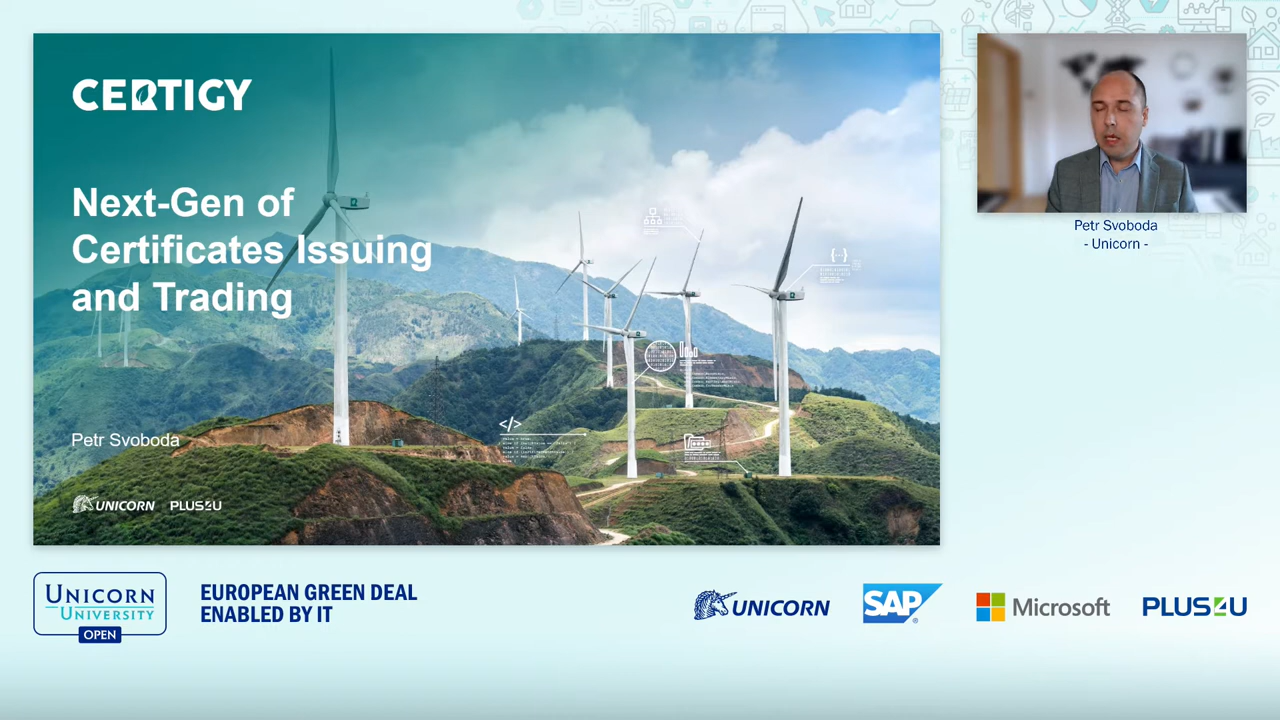 CERTIGY
Next-Gen of
Certificates Issuing
and Trading
Petr Svoboda
UNICORN PLUS4U
</>
{···}
Petr Svoboda
- Unicorn -
UNICORN
UNIVERSITY
OPEN
EUROPEAN GREEN DEAL
ENABLED BY IT
UNICORN
SAP
Microsoft
PLUS4U